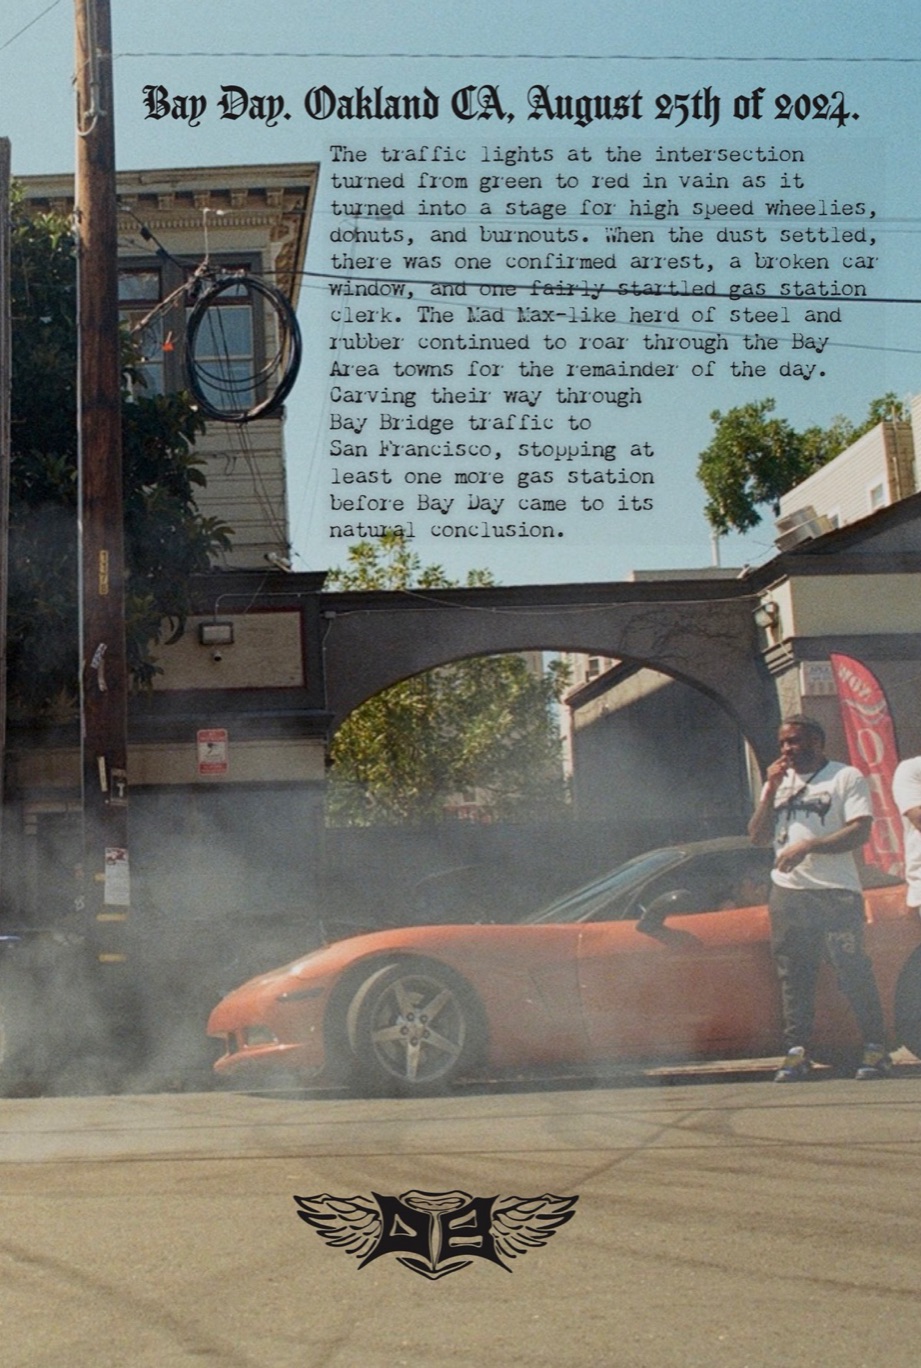 Bay Day. Oakland CA, August 25th of 2024.
The traffic lights at the intersection
turned from green to red in vain as it
turned into a stage for high speed wheelies,
donuts, and burnouts. When the dust settled,
there was one confirmed arrest, a broken car
window, and one fairly startled gas station
clerk. The Mad Max-like herd of steel and
rubber continued to roar through the Bay
Area towns for the remainder of the day.
Carving their way through
Bay Bridge traffic to
San Francisco, stopping at
least one more gas station
before Bay Day came to its
natural conclusion.
NOW
DB